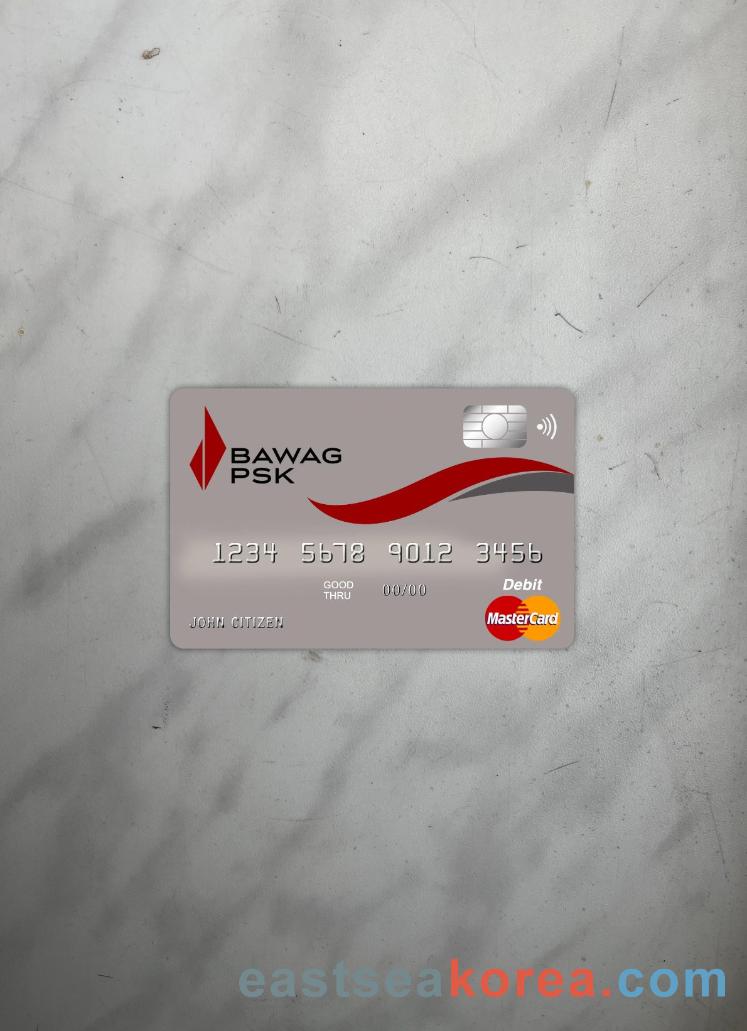 BAWAG
PSK
1234 5678 9012 3456
GOOD
THRU
00/00
Debit
JOHN CITIZEN
MasterCard
eastseakorea.com